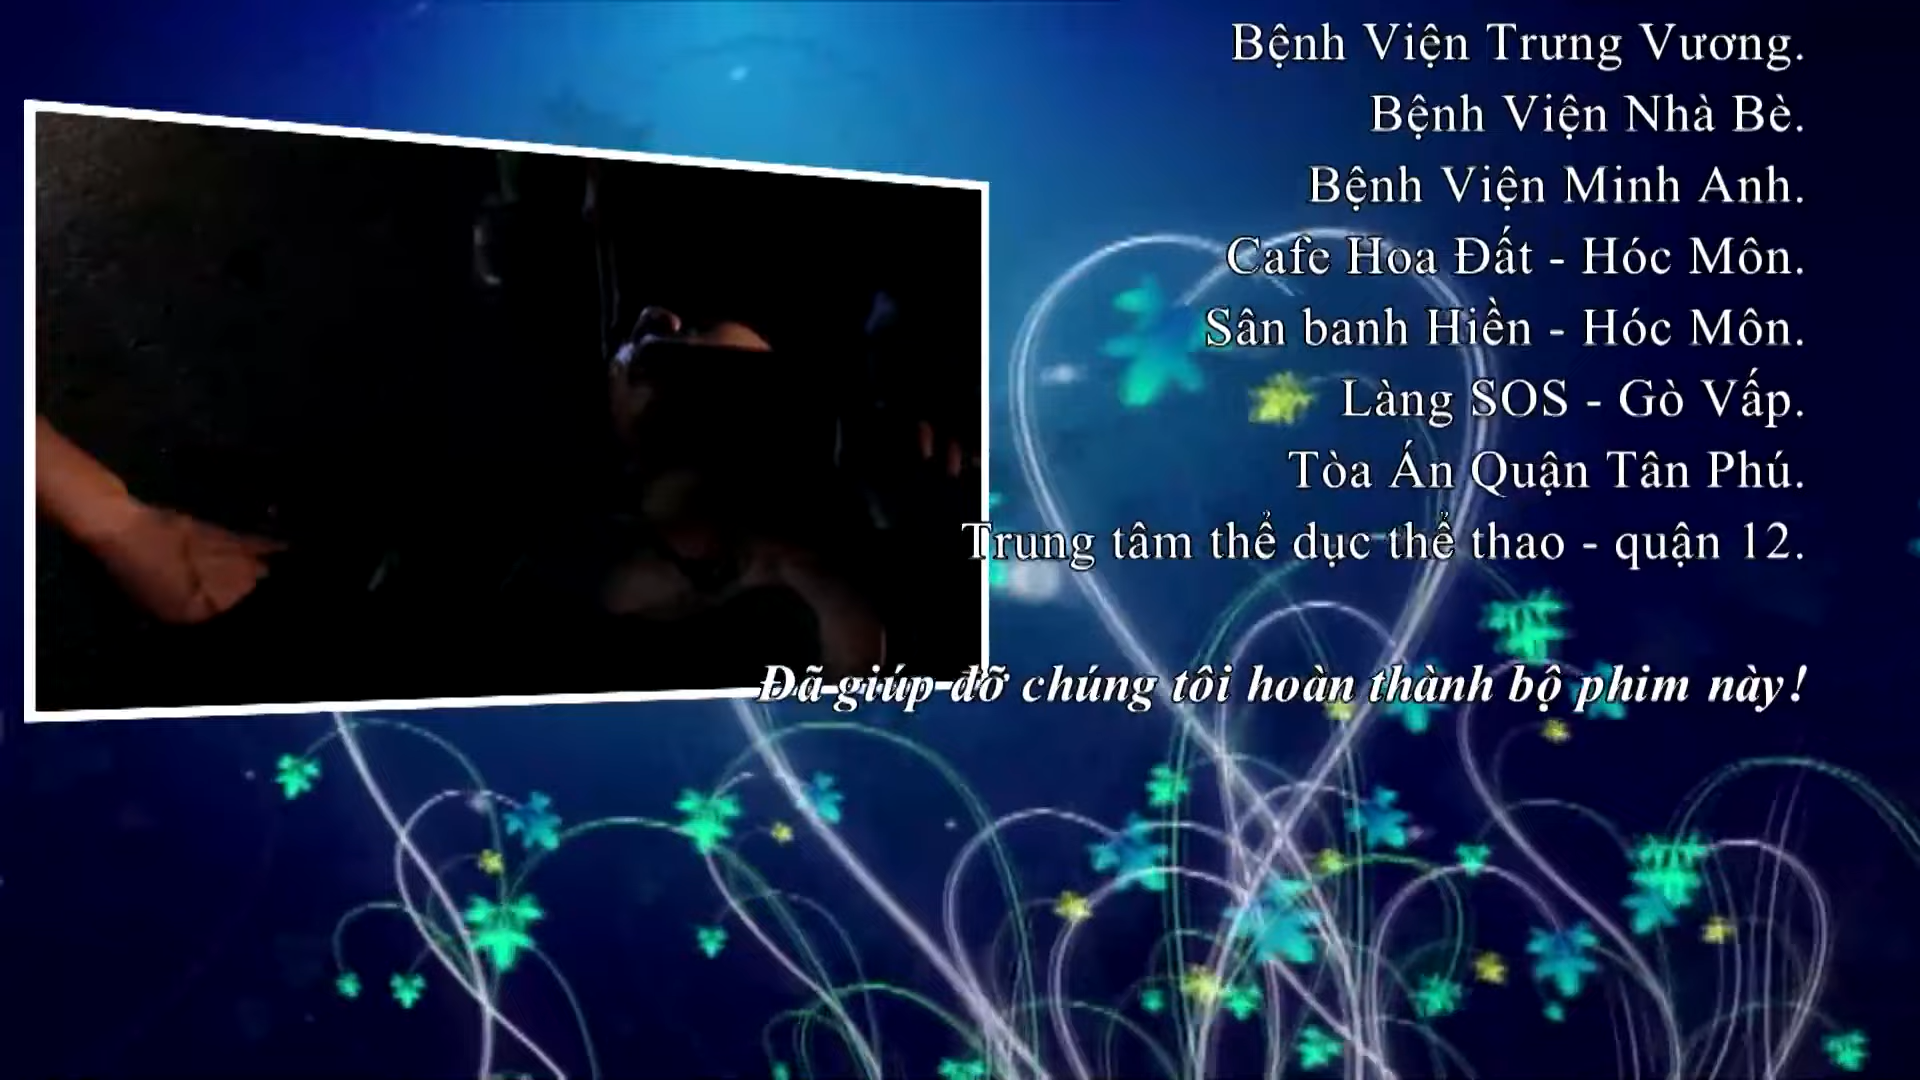 Bệnh Viện Trưng Vương.
Bệnh Viện Nhà Bè.
Bệnh Viện Minh Anh.
Cafe Hoa Đất - Hóc Môn.
Sân banh Hiền - Hóc Môn.
Làng SOS - Gò Vấp.
Tòa Án Quận Tân Phú.
Trung tâm thể dục thể thao - quận 12.
Đã giúp đỡ chúng tôi hoàn thành bộ phim này!